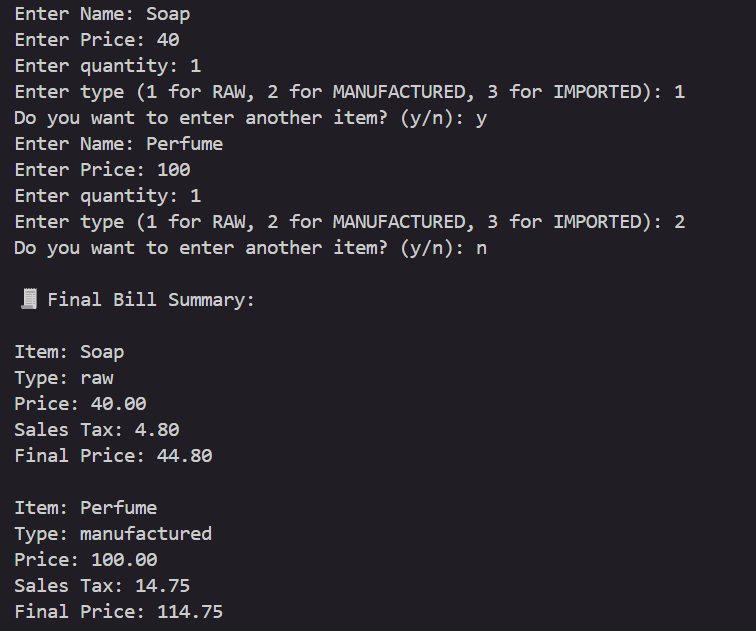 Enter Name: Soap
Enter Price: 40
Enter quantity: 1
Enter type (1 for RAW, 2 for MANUFACTURED, 3 for IMPORTED): 1
Do you want to enter another item? (y/n): y
Enter Name: Perfume
Enter Price: 100
Enter quantity: 1
Enter type (1 for RAW, 2 for MANUFACTURED, 3 for IMPORTED): 2
Do you want to enter another item? (y/n): n
🧾 Final Bill Summary:
Item: Soap
Type: raw
Price: 40.00
Sales Tax: 4.80
Final Price: 44.80
Item: Perfume
Type: manufactured
Price: 100.00
Sales Tax: 14.75
Final Price: 114.75